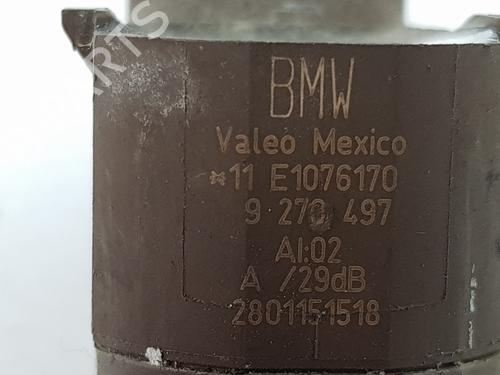 BMW
Valeo Mexico
*11 E1076170
9 270 497
AI:02
A /29dB
2801151518